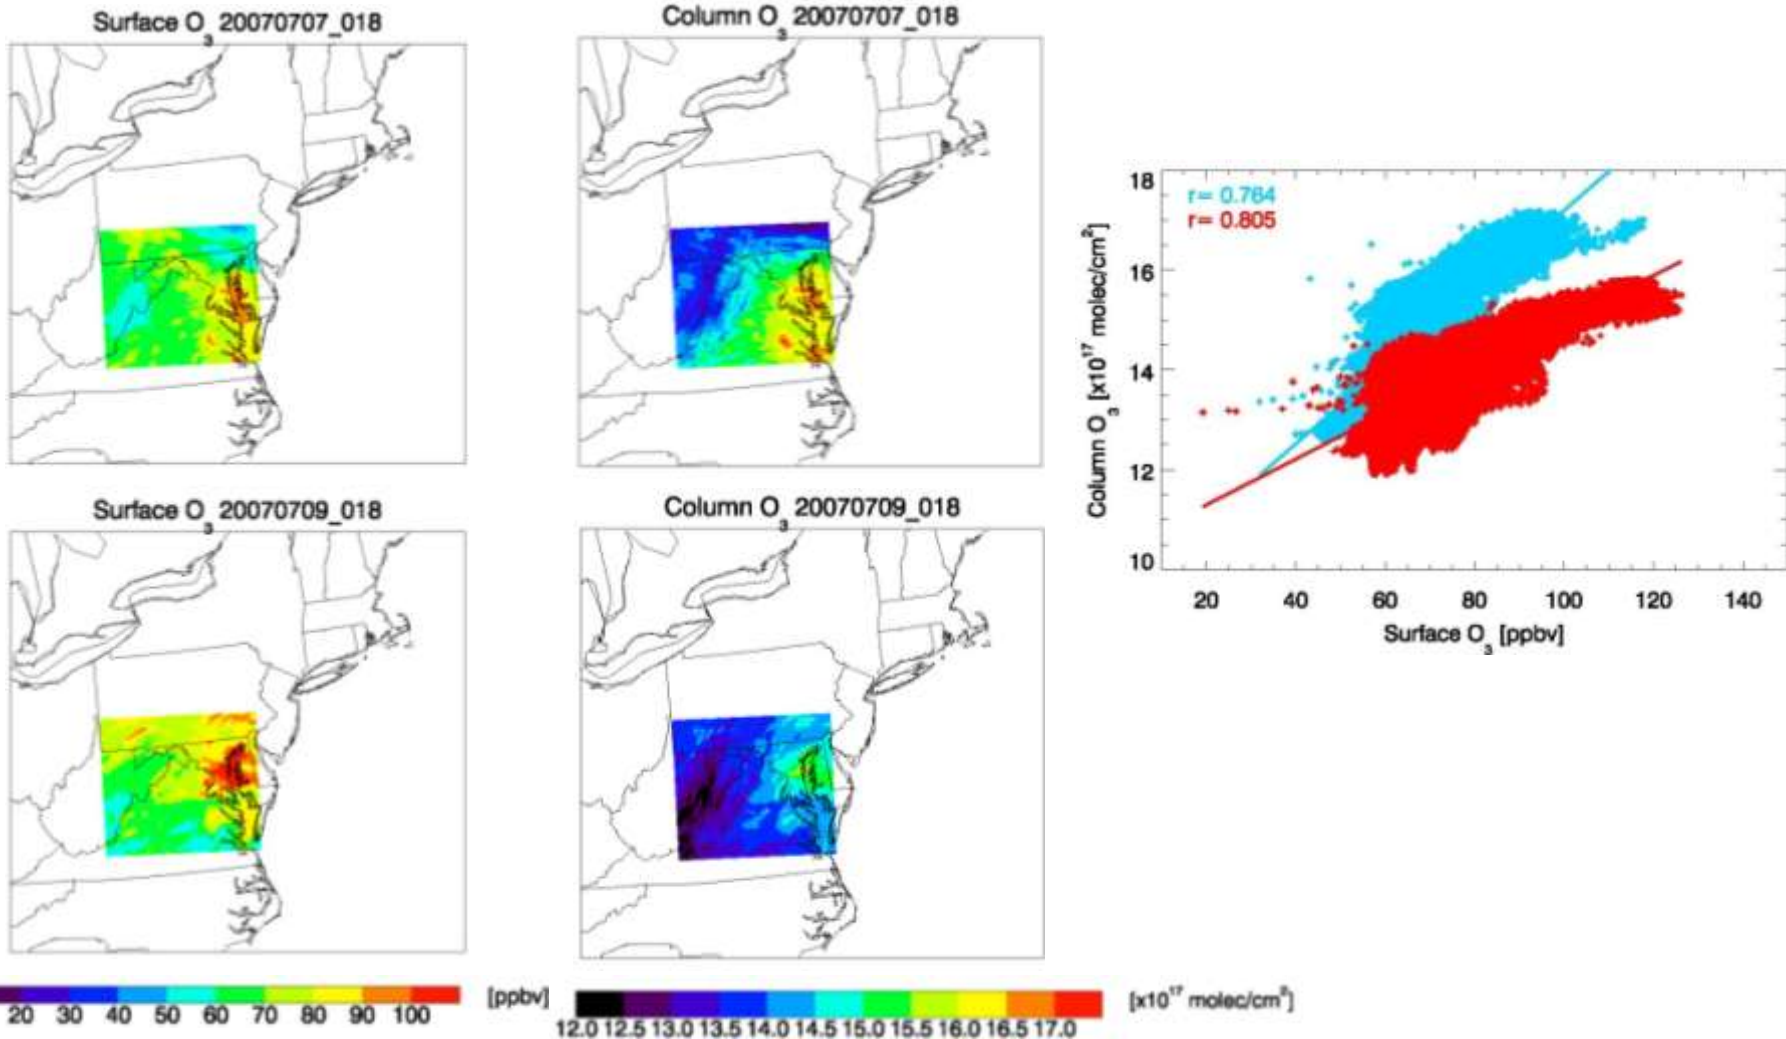 Surface O3 20070707_018
Column O3 20070707_018
r= 0.764
r= 0.805
Column O3 [x10^17 molec/cm^2]
18
16
14
12
10
20 40 60 80 100 120 140
Surface O3 [ppbv]
Surface O3 20070709_018
Column O3 20070709_018
20 30 40 50 60 70 80 90 100
[ppbv]
12.0 12.5 13.0 13.5 14.0 14.5 15.0 15.5 16.0 16.5 17.0
[x10^17 molec/cm^2]